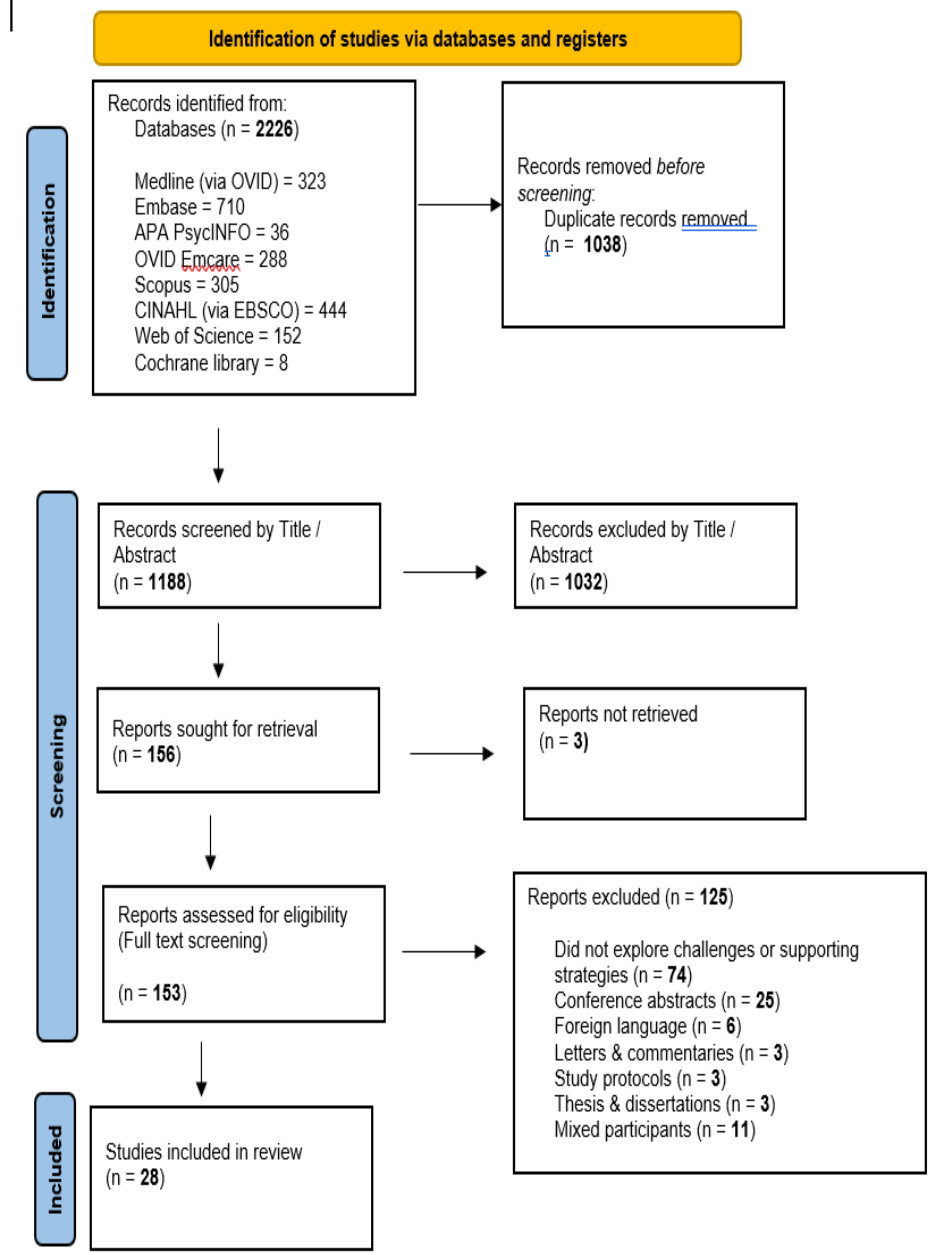 Identification of studies via databases and registers
Identification
Records identified from:
Databases (n = 2226)
Medline (via OVID) = 323
Embase = 710
APA PsycINFO = 36
OVID Emcare = 288
Scopus = 305
CINAHL (via EBSCO) = 444
Web of Science = 152
Cochrane library = 8
Records removed before
screening:
Duplicate records removed
(n = 1038)
Screening
Records screened by Title /
Abstract
(n = 1188)
Records excluded by Title /
Abstract
(n = 1032)
Reports sought for retrieval
(n = 156)
Reports not retrieved
(n = 3)
Reports assessed for eligibility
(Full text screening)
(n = 153)
Reports excluded (n = 125)
Did not explore challenges or supporting
strategies (n = 74)
Conference abstracts (n = 25)
Foreign language (n = 6)
Letters & commentaries (n = 3)
Study protocols (n = 3)
Thesis & dissertations (n = 3)
Mixed participants (n = 11)
Included
Studies included in review
(n = 28)